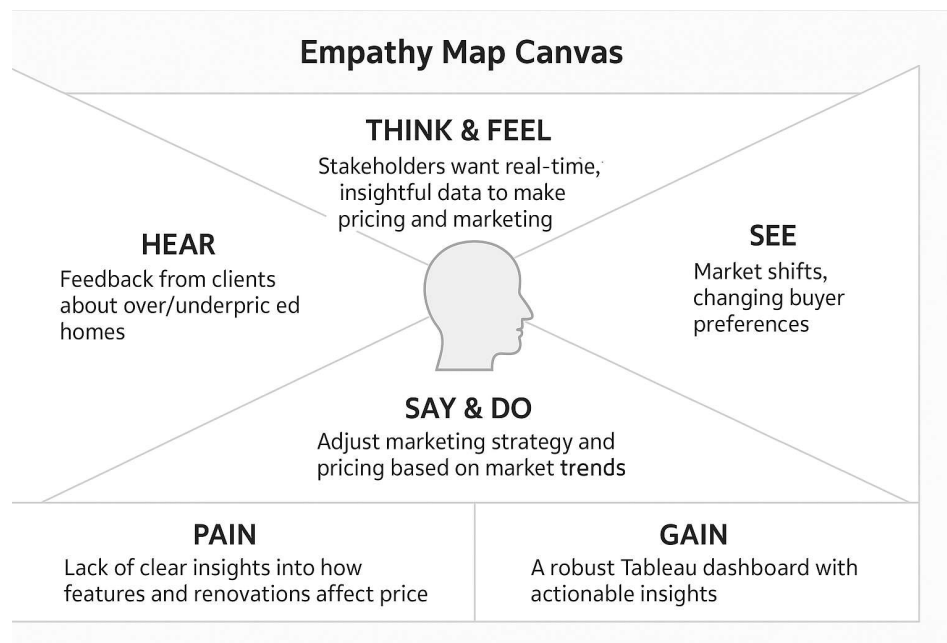 Empathy Map Canvas
THINK & FEEL
Stakeholders want real-time,
insightful data to make
pricing and marketing
HEAR
Feedback from clients
about over/underpric ed
homes
SEE
Market shifts,
changing buyer
preferences
SAY & DO
Adjust marketing strategy and
pricing based on market trends
PAIN
Lack of clear insights into how
features and renovations affect price
GAIN
A robust Tableau dashboard with
actionable insights